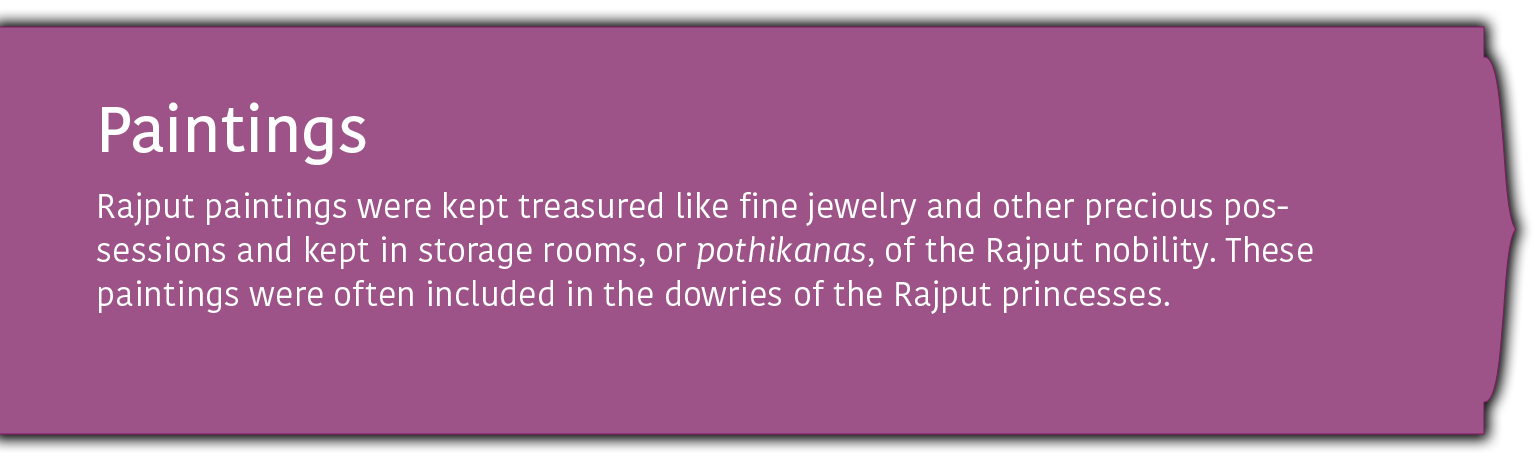 Paintings
Rajput paintings were kept treasured like fine jewelry and other precious pos-
sessions and kept in storage rooms, or pothikanas, of the Rajput nobility. These
paintings were often included in the dowries of the Rajput princesses.